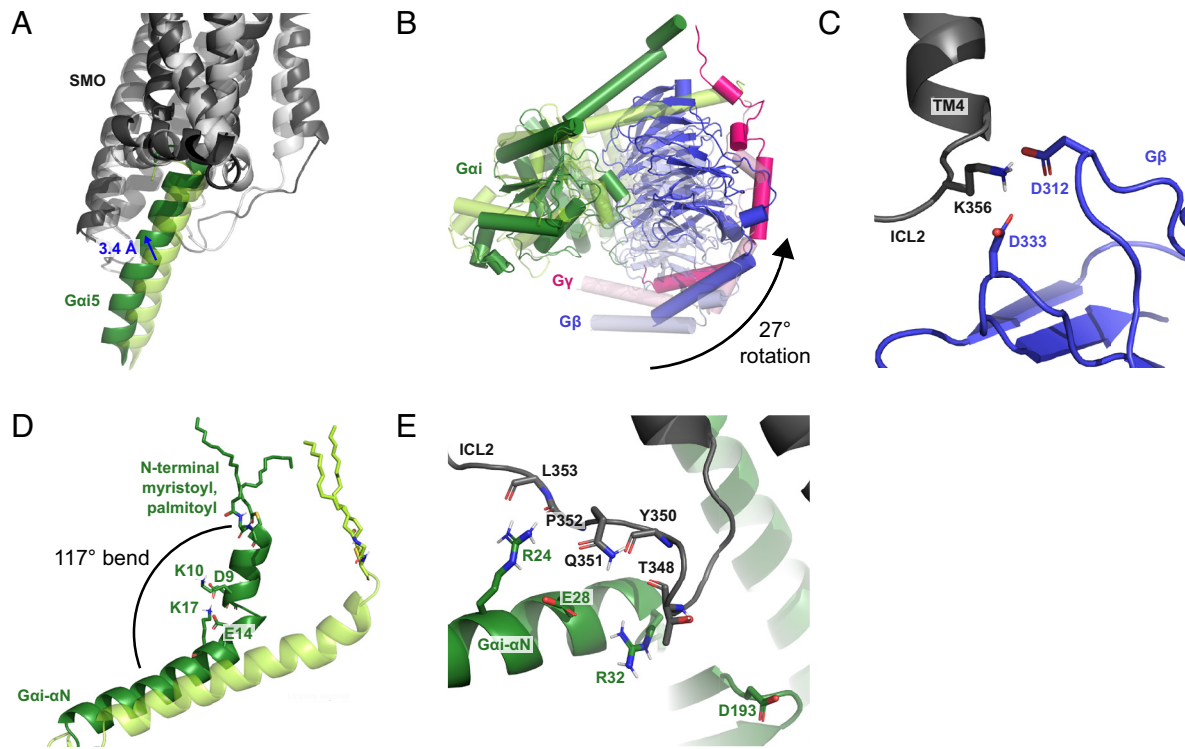 A
SMO
3.4 Å
Gαi5
B
Gαi
Gγ
Gβ
27°
rotation
C
TM4
Gβ
D312
K356
ICL2
D333
D
N-terminal
myristoyl,
palmitoyl
117° bend
K10 D9
K17
E14
Gαi-αN
E
ICL2
L353
P352
Y350
R24
Q351
T348
E28
Gαi-αN
R32
D193